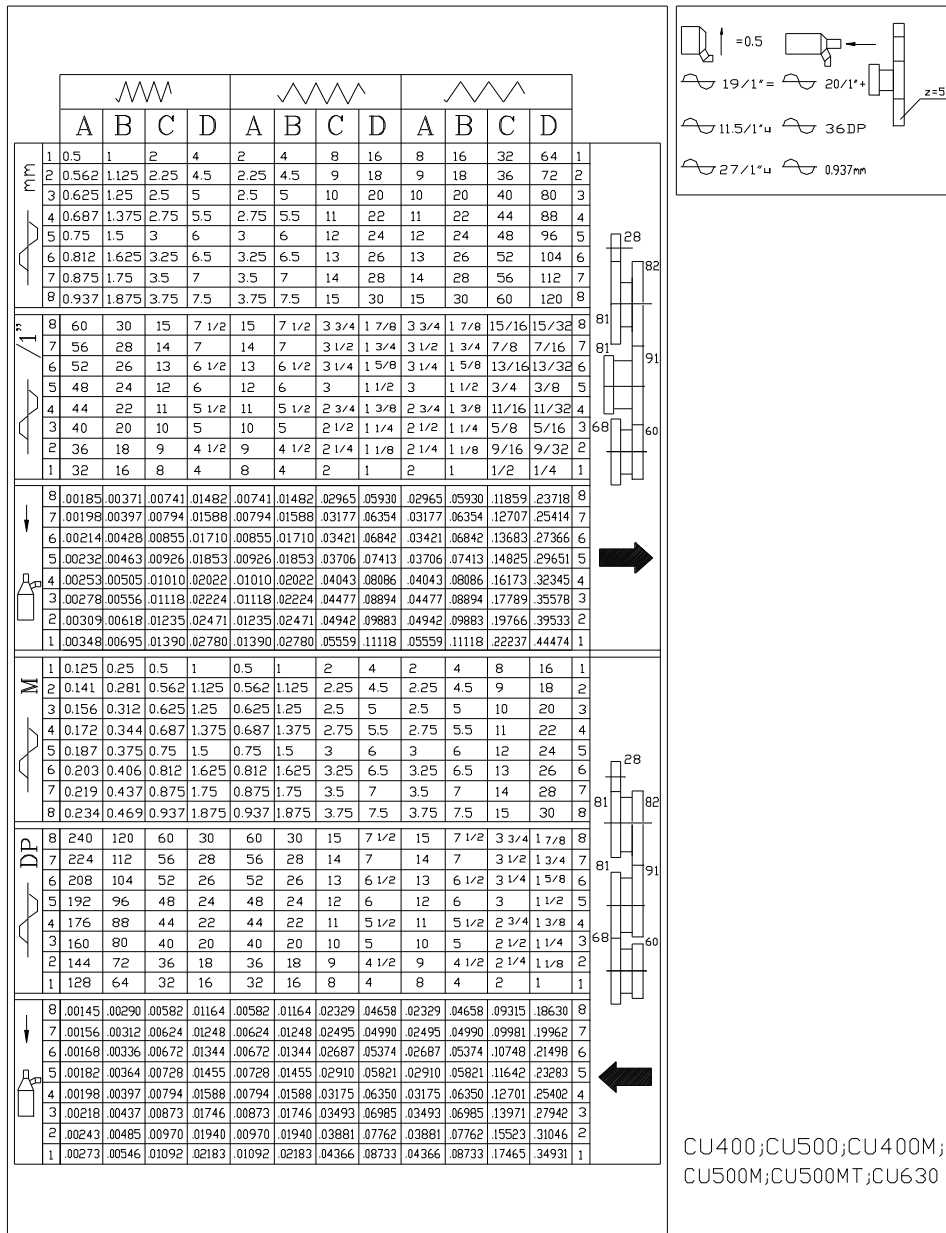 A B C D A B C D A B C D
mm
1 0.5 1 2 4 2 4 8 16 8 16 32 64 1
2 0.562 1.125 2.25 4.5 2.25 4.5 9 18 9 18 36 72 2
3 0.625 1.25 2.5 5 2.5 5 10 20 10 20 40 80 3
4 0.687 1.375 2.75 5.5 2.75 5.5 11 22 11 22 44 88 4
5 0.75 1.5 3 6 3 6 12 24 12 24 48 96 5
6 0.812 1.625 3.25 6.5 3.25 6.5 13 26 13 26 52 104 6
7 0.875 1.75 3.5 7 3.5 7 14 28 14 28 56 112 7
8 0.937 1.875 3.75 7.5 3.75 7.5 15 30 15 30 60 120 8
/1"
8 60 30 15 7 1/2 15 7 1/2 3 3/4 1 7/8 3 3/4 1 7/8 15/16 15/32 8
7 56 28 14 7 14 7 3 1/2 1 3/4 3 1/2 1 3/4 7/8 7/16 7
6 52 26 13 6 1/2 13 6 1/2 3 1/4 1 5/8 3 1/4 1 5/8 13/16 13/32 6
5 48 24 12 6 12 6 3 1 1/2 3 1 1/2 3/4 3/8 5
4 44 22 11 5 1/2 11 5 1/2 2 3/4 1 3/8 2 3/4 1 3/8 11/16 11/32 4
3 40 20 10 5 10 5 2 1/2 1 1/4 2 1/2 1 1/4 5/8 5/16 3
2 36 18 9 4 1/2 9 4 1/2 2 1/4 1 1/8 2 1/4 1 1/8 9/16 9/32 2
1 32 16 8 4 8 4 2 1 2 1 1/2 1/4 1
28
82
81
81
91
68
60
8 .00185 .00371 .00741 .01482 .00741 .01482 .02965 .05930 .02965 .05930 .11859 .23718 8
7 .00198 .00397 .00794 .01588 .00794 .01588 .03177 .06354 .03177 .06354 .12707 .25414 7
6 .00214 .00428 .00855 .01710 .00855 .01710 .03421 .06842 .03421 .06842 .13683 .27366 6
5 .00232 .00463 .00926 .01853 .00926 .01853 .03706 .07413 .03706 .07413 .14825 .29651 5
4 .00253 .00505 .01010 .02022 .01010 .02022 .04043 .08086 .04043 .08086 .16173 .32345 4
3 .00278 .00556 .01118 .02224 .01118 .02224 .04477 .08894 .04477 .08894 .17789 .35578 3
2 .00309 .00618 .01235 .02471 .01235 .02471 .04942 .09883 .04942 .09883 .19766 .39533 2
1 .00348 .00695 .01390 .02780 .01390 .02780 .05559 .11118 .05559 .11118 .22237 .44474 1
M
1 0.125 0.25 0.5 1 0.5 1 2 4 2 4 8 16 1
2 0.141 0.281 0.562 1.125 0.562 1.125 2.25 4.5 2.25 4.5 9 18 2
3 0.156 0.312 0.625 1.25 0.625 1.25 2.5 5 2.5 5 10 20 3
4 0.172 0.344 0.687 1.375 0.687 1.375 2.75 5.5 2.75 5.5 11 22 4
5 0.187 0.375 0.75 1.5 0.75 1.5 3 6 3 6 12 24 5
6 0.203 0.406 0.812 1.625 0.812 1.625 3.25 6.5 3.25 6.5 13 26 6
7 0.219 0.437 0.875 1.75 0.875 1.75 3.5 7 3.5 7 14 28 7
8 0.234 0.469 0.937 1.875 0.937 1.875 3.75 7.5 3.75 7.5 15 30 8
DP
8 240 120 60 30 60 30 15 7 1/2 15 7 1/2 3 3/4 1 7/8 8
7 224 112 56 28 56 28 14 7 14 7 3 1/2 1 3/4 7
6 208 104 52 26 52 26 13 6 1/2 13 6 1/2 3 1/4 1 5/8 6
5 192 96 48 24 48 24 12 6 12 6 3 1 1/2 5
4 176 88 44 22 44 22 11 5 1/2 11 5 1/2 2 3/4 1 3/8 4
3 160 80 40 20 40 20 10 5 10 5 2 1/2 1 1/4 3
2 144 72 36 18 36 18 9 4 1/2 9 4 1/2 2 1/4 1 1/8 2
1 128 64 32 16 32 16 8 4 8 4 2 1 1
28
81
82
81
91
68
60
8 .00145 .00290 .00582 .01164 .00582 .01164 .02329 .04658 .02329 .04658 .09315 .18630 8
7 .00156 .00312 .00624 .01248 .00624 .01248 .02495 .04990 .02495 .04990 .09981 .19962 7
6 .00168 .00336 .00672 .01344 .00672 .01344 .02687 .05374 .02687 .05374 .10748 .21498 6
5 .00182 .00364 .00728 .01455 .00728 .01455 .02910 .05821 .02910 .05821 .11642 .23283 5
4 .00198 .00397 .00794 .01588 .00794 .01588 .03175 .06350 .03175 .06350 .12701 .25402 4
3 .00218 .00437 .00873 .01746 .00873 .01746 .03493 .06985 .03493 .06985 .13971 .27942 3
2 .00243 .00485 .00970 .01940 .00970 .01940 .03881 .07762 .03881 .07762 .15523 .31046 2
1 .00273 .00546 .01092 .02183 .01092 .02183 .04366 .08733 .04366 .08733 .17465 .34931 1
=0.5
19/1"= 20/1"+
z=5
11.5/1"ч 36DP
27/1"ч 0.937mm
CU400;CU500;CU400M;
CU500M;CU500MT;CU630